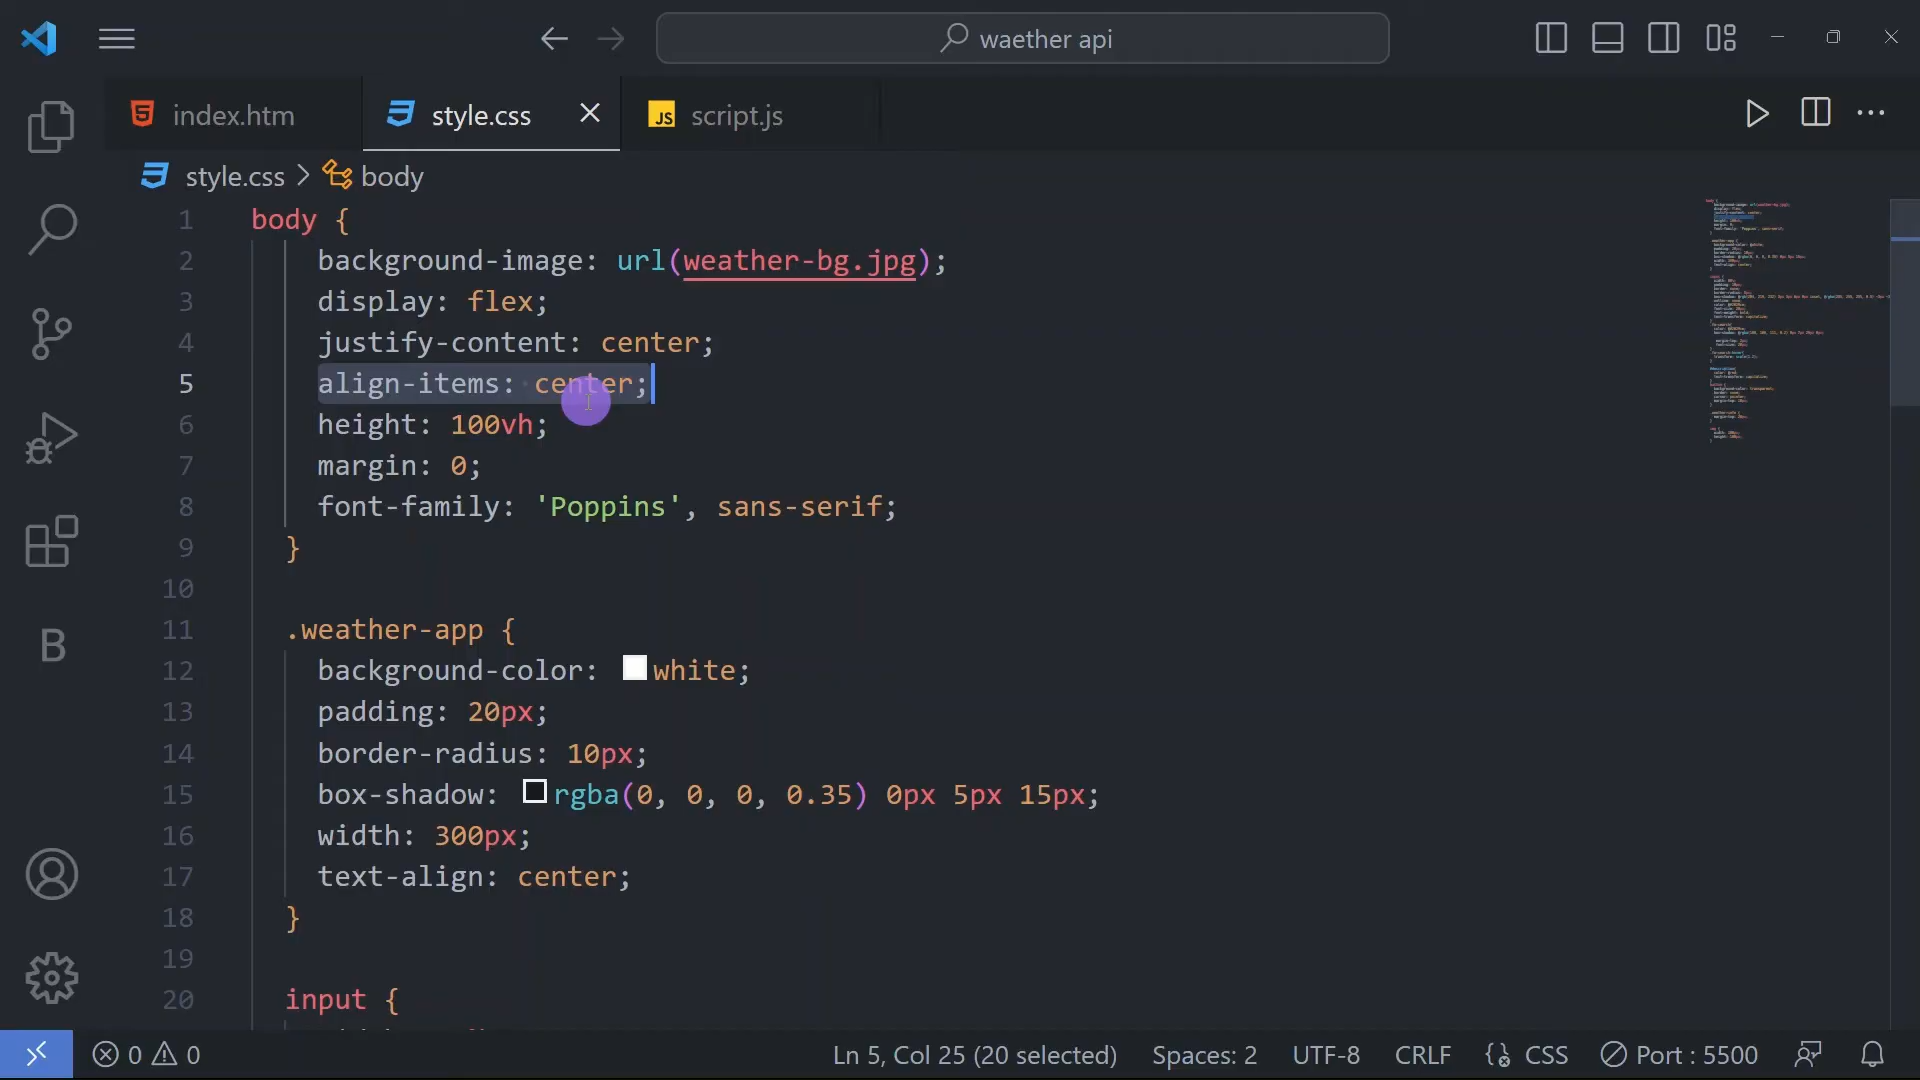 waether api
index.htm
style.css
script.js
style.css > body
1 body {
2 background-image: url(weather-bg.jpg);
3 display: flex;
4 justify-content: center;
5 align-items: center;
6 height: 100vh;
7 margin: 0;
8 font-family: 'Poppins', sans-serif;
9 }
10
11 .weather-app {
12 background-color: white;
13 padding: 20px;
14 border-radius: 10px;
15 box-shadow: rgba(0, 0, 0, 0.35) 0px 5px 15px;
16 width: 300px;
17 text-align: center;
18 }
19
20 input {
B
0 0 Ln 5, Col 25 (20 selected) Spaces: 2 UTF-8 CRLF CSS Port : 5500